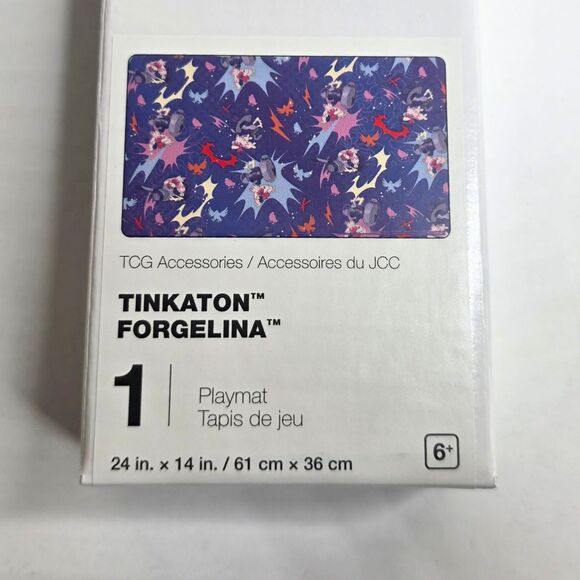 TCG Accessories / Accessoires du JCC
TINKATON™
FORGELINA™
1
Playmat
Tapis de jeu
24 in. × 14 in. / 61 cm × 36 cm
6+